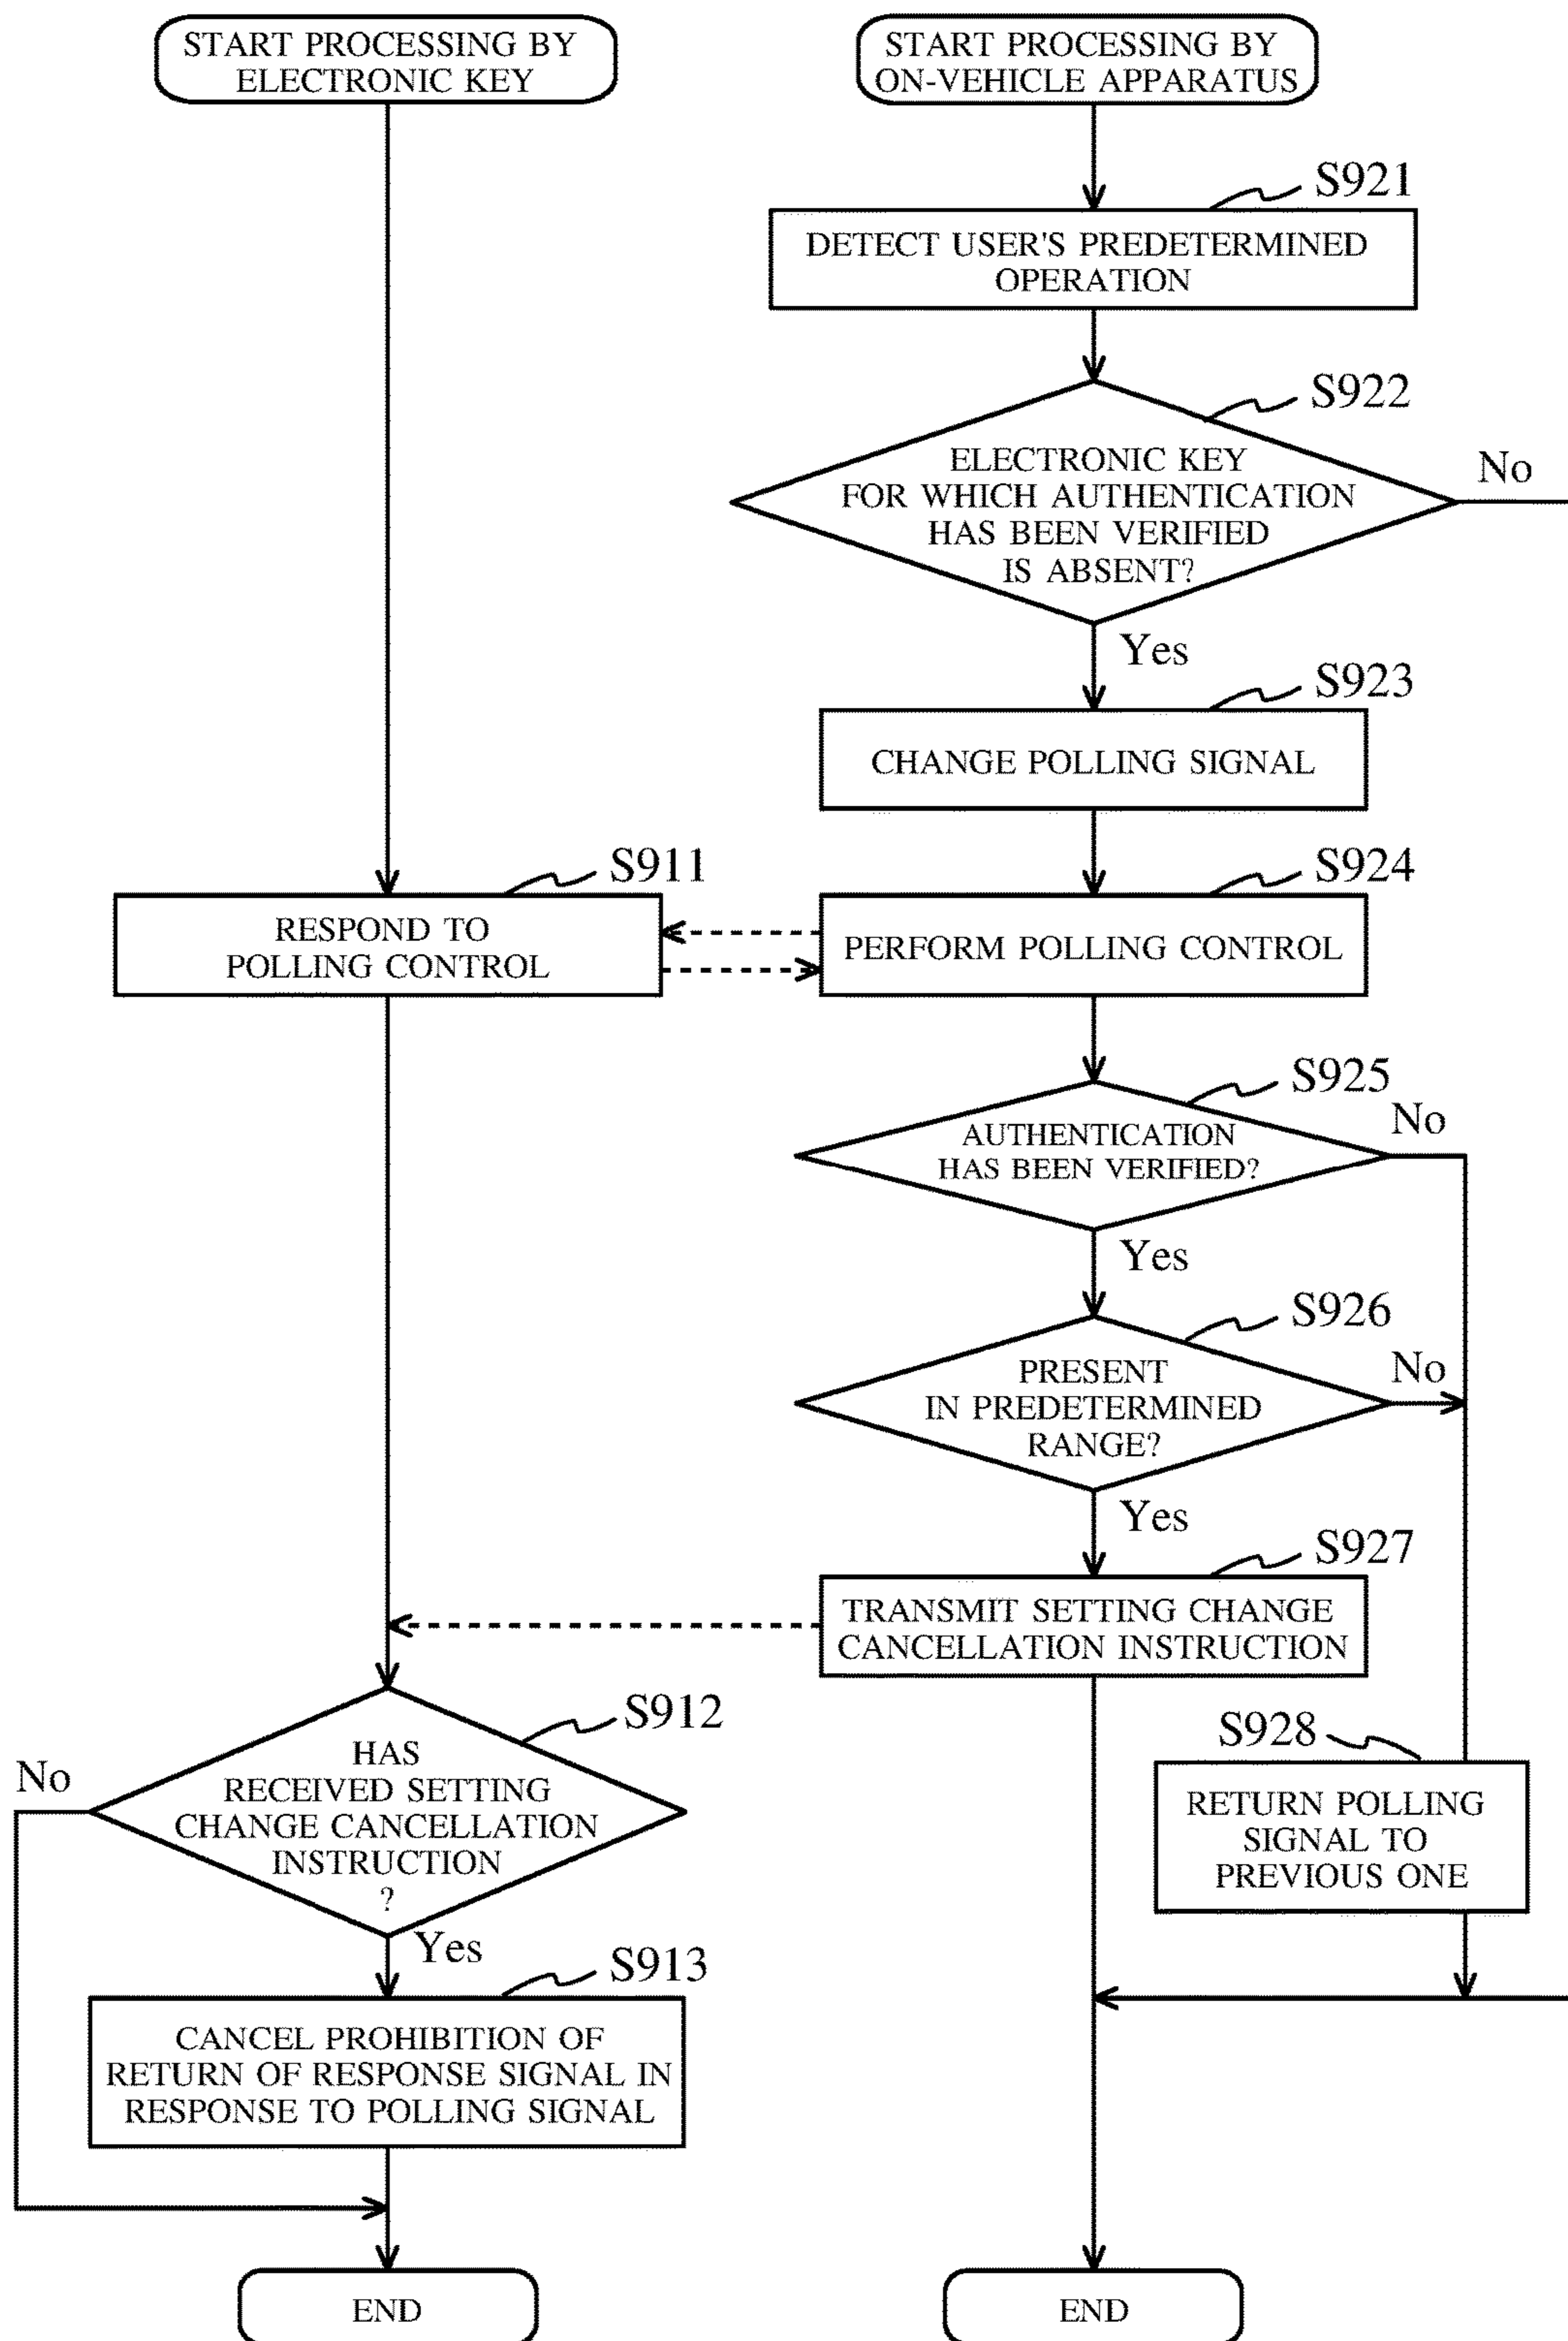 START PROCESSING BY
ELECTRONIC KEY
START PROCESSING BY
ON-VEHICLE APPARATUS
S921
DETECT USER'S PREDETERMINED
OPERATION
S922
ELECTRONIC KEY
FOR WHICH AUTHENTICATION
HAS BEEN VERIFIED
IS ABSENT?
No
Yes
S923
CHANGE POLLING SIGNAL
S911
RESPOND TO
POLLING CONTROL
S924
PERFORM POLLING CONTROL
S925
AUTHENTICATION
HAS BEEN VERIFIED?
No
Yes
S926
PRESENT
IN PREDETERMINED
RANGE?
No
Yes
S927
TRANSMIT SETTING CHANGE
CANCELLATION INSTRUCTION
S912
HAS
RECEIVED SETTING
CHANGE CANCELLATION
INSTRUCTION
?
No
Yes
S928
RETURN POLLING
SIGNAL TO
PREVIOUS ONE
S913
CANCEL PROHIBITION OF
RETURN OF RESPONSE SIGNAL IN
RESPONSE TO POLLING SIGNAL
END
END